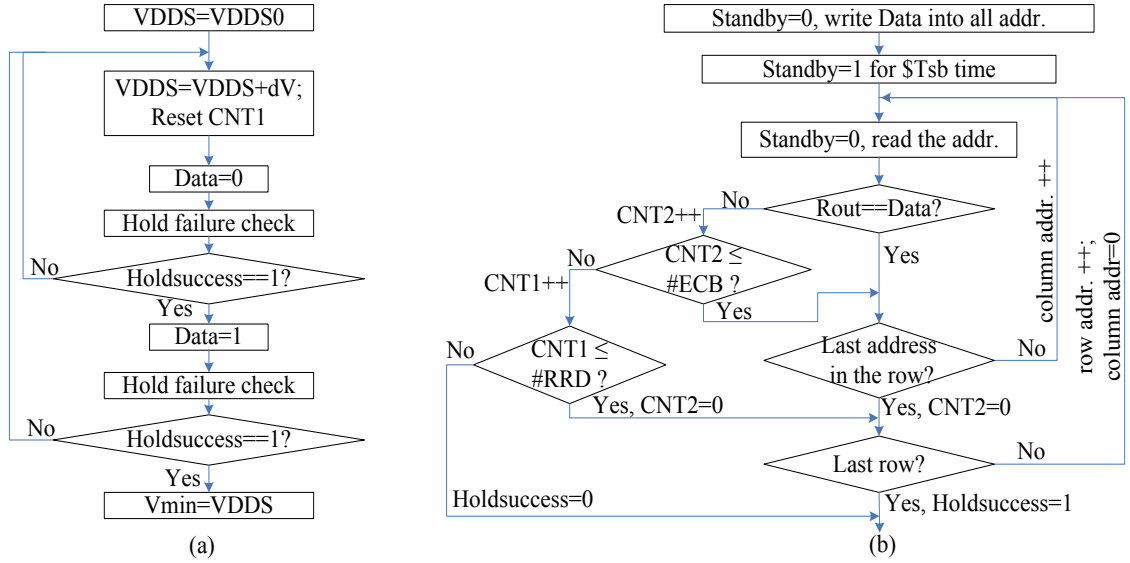 VDDS=VDDS0
VDDS=VDDS+dV;
Reset CNT1
Data=0
Hold failure check
No
Holdsuccess==1?
Yes
Data=1
Hold failure check
No
Holdsuccess==1?
Yes
Vmin=VDDS
(a)
Standby=0, write Data into all addr.
Standby=1 for $Tsb time
Standby=0, read the addr.
No
Rout==Data?
CNT2++
Yes
No
CNT2 ≤
#ECB ?
CNT1++
Yes
No
CNT1 ≤
#RRD ?
Last address
in the row?
No
column addr. ++
row addr. ++;
column addr=0
Yes, CNT2=0
Yes, CNT2=0
Last row?
No
Holdsuccess=0
Yes, Holdsuccess=1
(b)